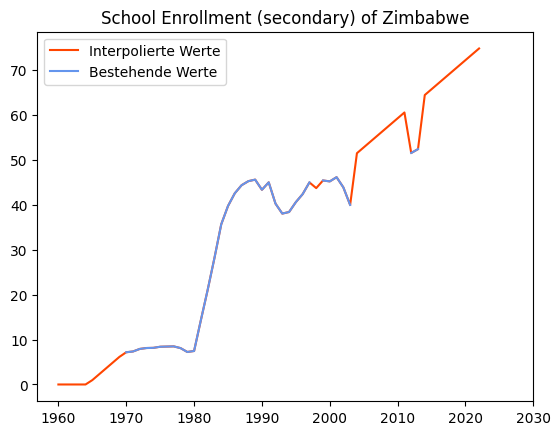 School Enrollment (secondary) of Zimbabwe
Interpolierte Werte
Bestehende Werte
70
60
50
40
30
20
10
0
1960 1970 1980 1990 2000 2010 2020 2030